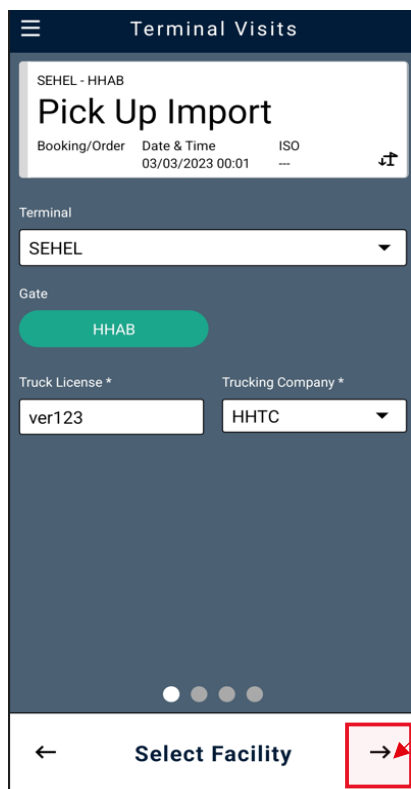 Terminal Visits
SEHEL - HHAB
Pick Up Import
Booking/Order Date & Time ISO
03/03/2023 00:01 ---
Terminal
SEHEL
Gate
HHAB
Truck License * Trucking Company *
ver123 HHTC
Select Facility